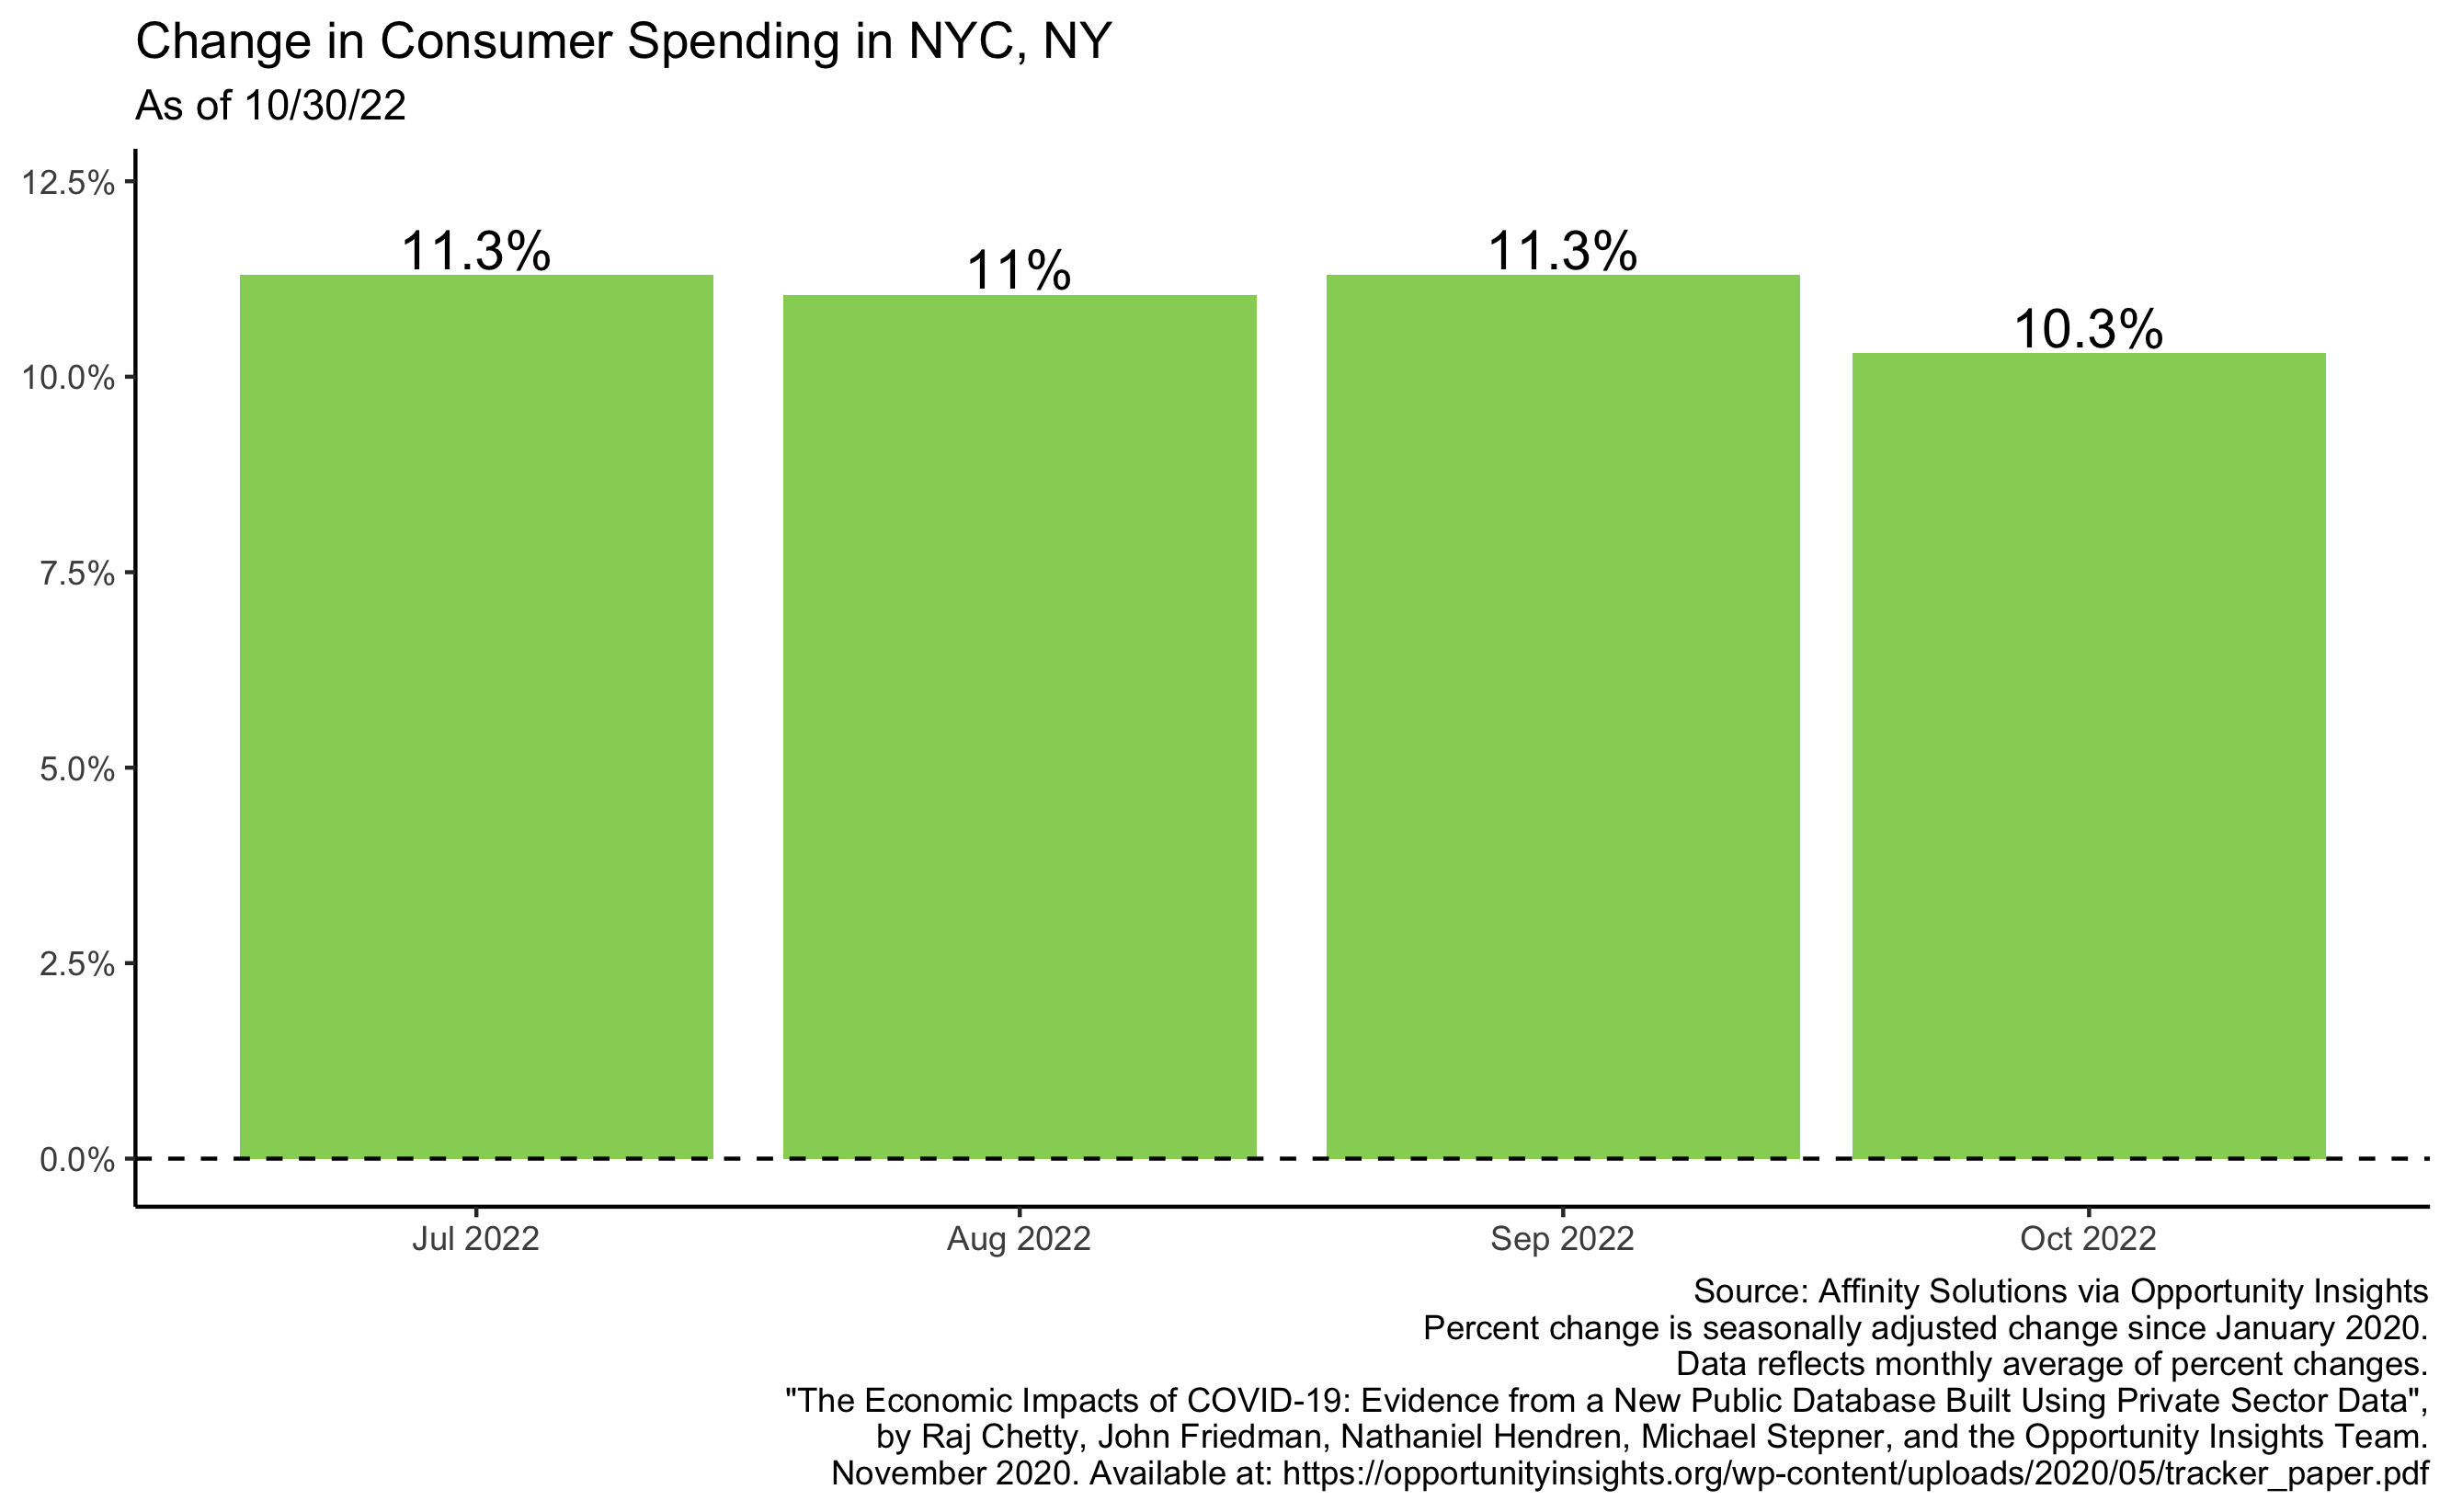 Change in Consumer Spending in NYC, NY
As of 10/30/22
12.5%
10.0%
7.5%
5.0%
2.5%
0.0%
11.3%
11%
11.3%
10.3%
Jul 2022
Aug 2022
Sep 2022
Oct 2022
Source: Affinity Solutions via Opportunity Insights
Percent change is seasonally adjusted change since January 2020.
Data reflects monthly average of percent changes.
"The Economic Impacts of COVID-19: Evidence from a New Public Database Built Using Private Sector Data",
by Raj Chetty, John Friedman, Nathaniel Hendren, Michael Stepner, and the Opportunity Insights Team.
November 2020. Available at: https://opportunityinsights.org/wp-content/uploads/2020/05/tracker_paper.pdf